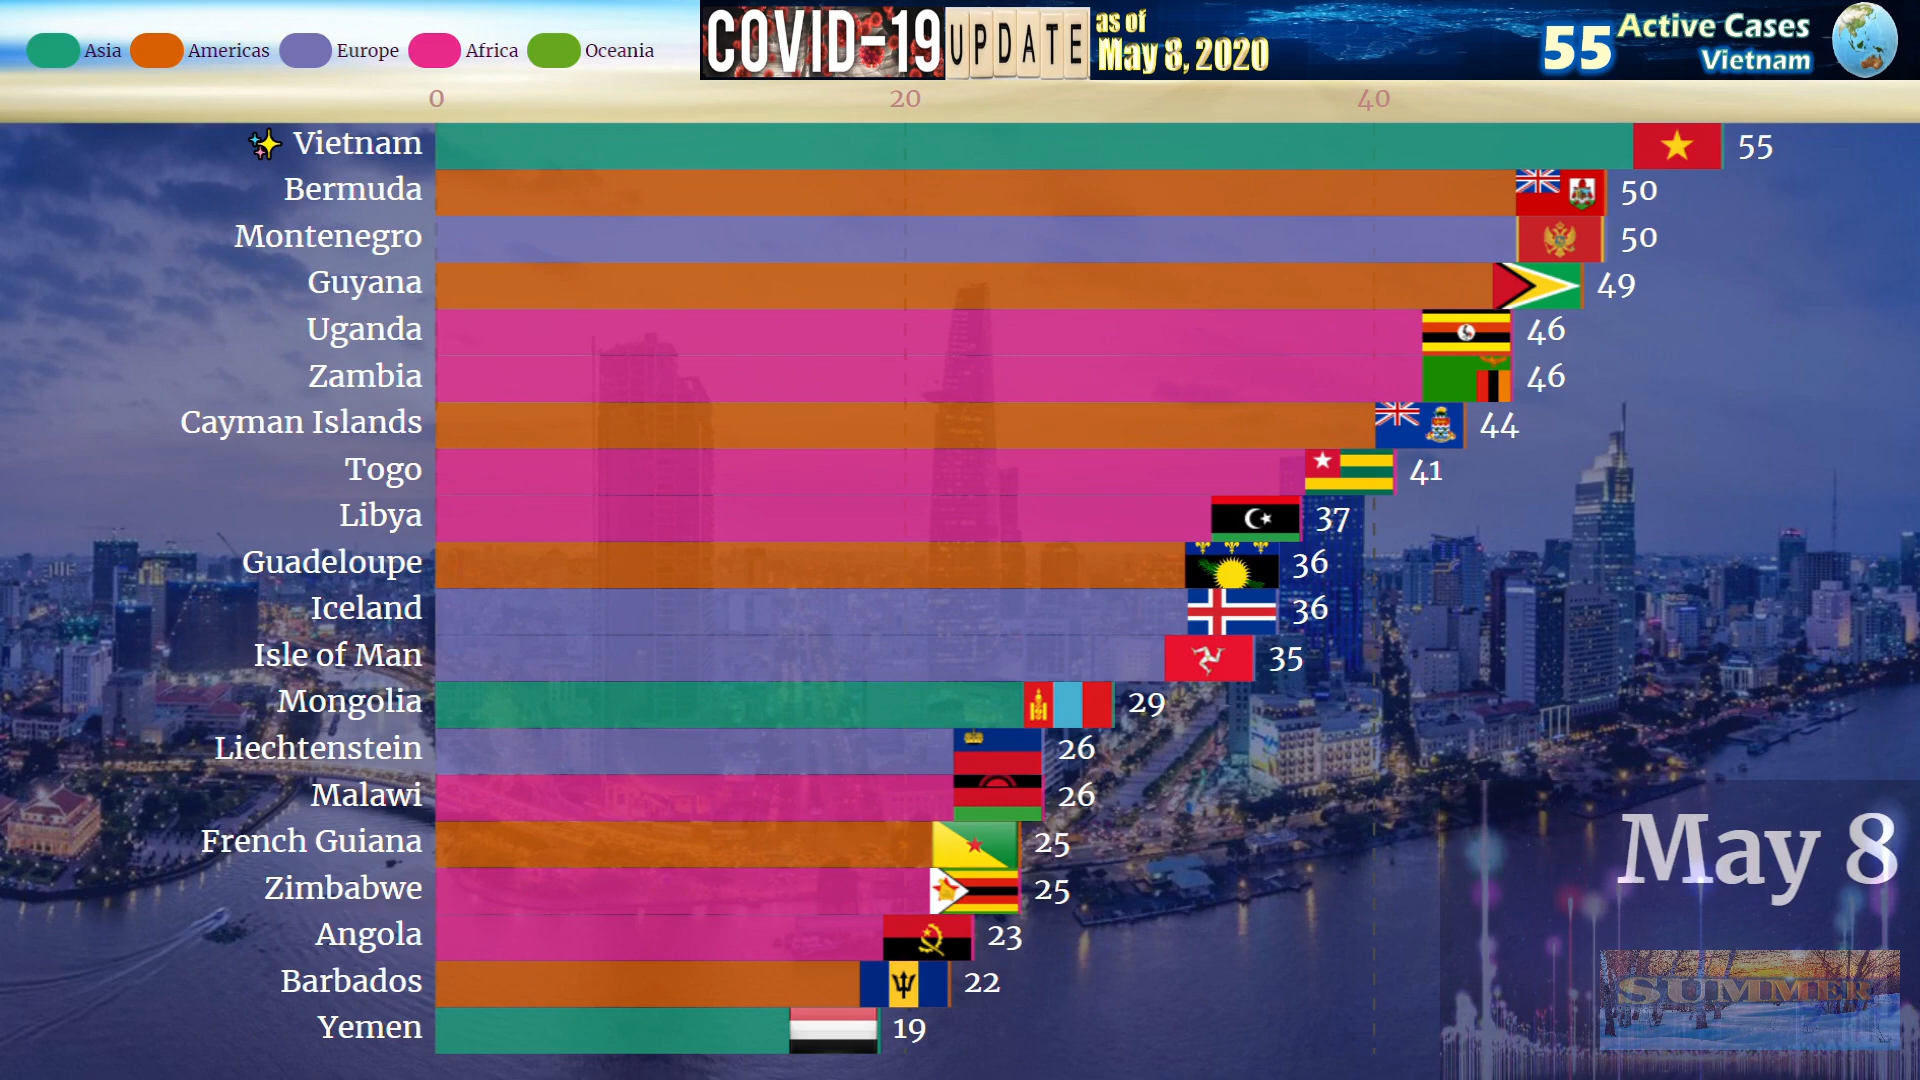 Asia Americas Europe Africa Oceania
COVID-19 UPDATE as of May 8, 2020
55 Active Cases Vietnam
0 20 40
Vietnam 55
Bermuda 50
Montenegro 50
Guyana 49
Uganda 46
Zambia 46
Cayman Islands 44
Togo 41
Libya 37
Guadeloupe 36
Iceland 36
Isle of Man 35
Mongolia 29
Liechtenstein 26
Malawi 26
French Guiana 25
Zimbabwe 25
Angola 23
Barbados 22
Yemen 19
May 8
SUMMER